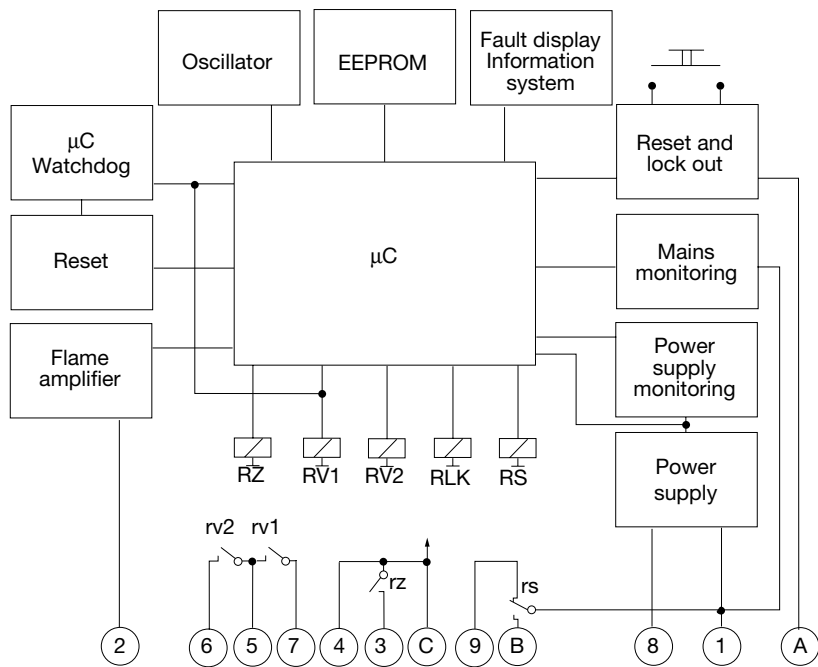 Oscillator
EEPROM
Fault display
Information
system
μC
Watchdog
Reset and
lock out
Reset
μC
Mains
monitoring
Flame
amplifier
Power
supply
monitoring
RZ
RV1
RV2
RLK
RS
Power
supply
rv2
rv1
rz
rs
2
6
5
7
4
3
C
9
B
8
1
A